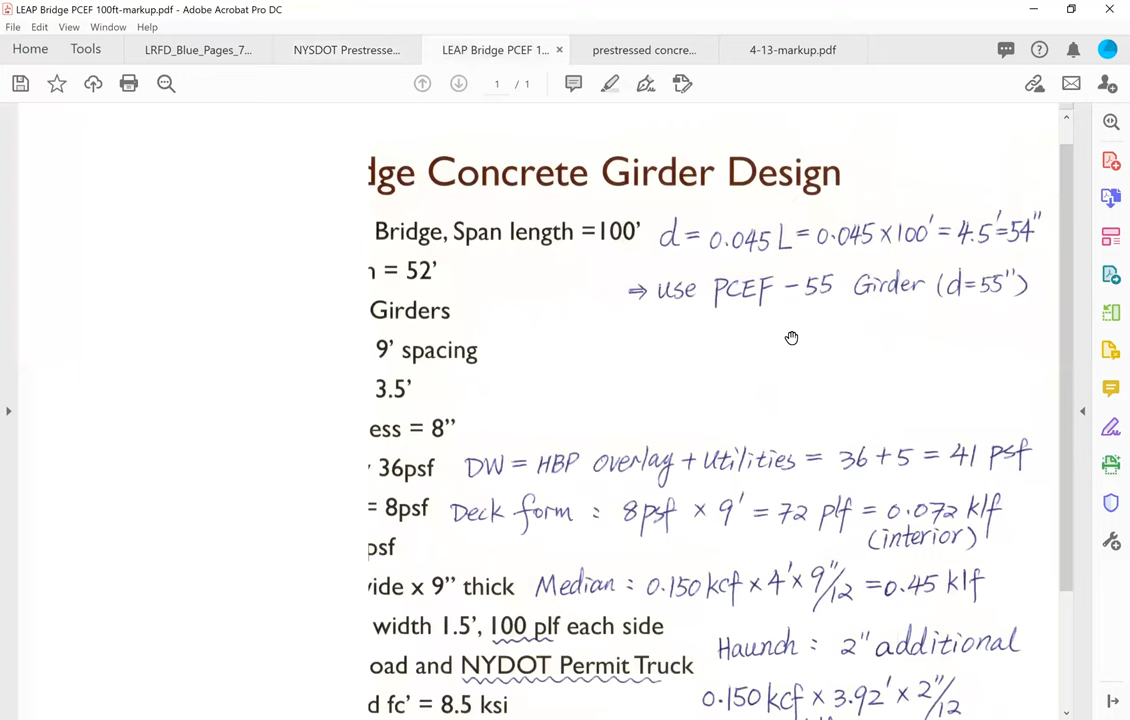 LEAP Bridge PCEF 100ft-markup.pdf - Adobe Acrobat Pro DC
File Edit View Window Help
Home Tools LRFD_Blue_Pages_7... NYSDOT Prestresse... LEAP Bridge PCEF 1... × prestressed concre... 4-13-markup.pdf
1 / 1
dge Concrete Girder Design
Bridge, Span length =100' d = 0.045 L = 0.045 × 100' = 4.5' = 54"
= 52' ⇒ use PCEF - 55 Girder (d=55")
Girders
9' spacing
3.5'
ess = 8"
36psf DW = HBP overlay + Utilities = 36 + 5 = 41 psf
= 8psf Deck form : 8psf × 9' = 72 plf = 0.072 klf
(interior)
psf
vide x 9" thick Median : 0.150 kcf × 4' × 9"/12 = 0.45 klf
width 1.5', 100 plf each side
Haunch : 2" additional
oad and NYDOT Permit Truck
0.150 kcf × 3.92' × 2"/12
d fc' = 8.5 ksi